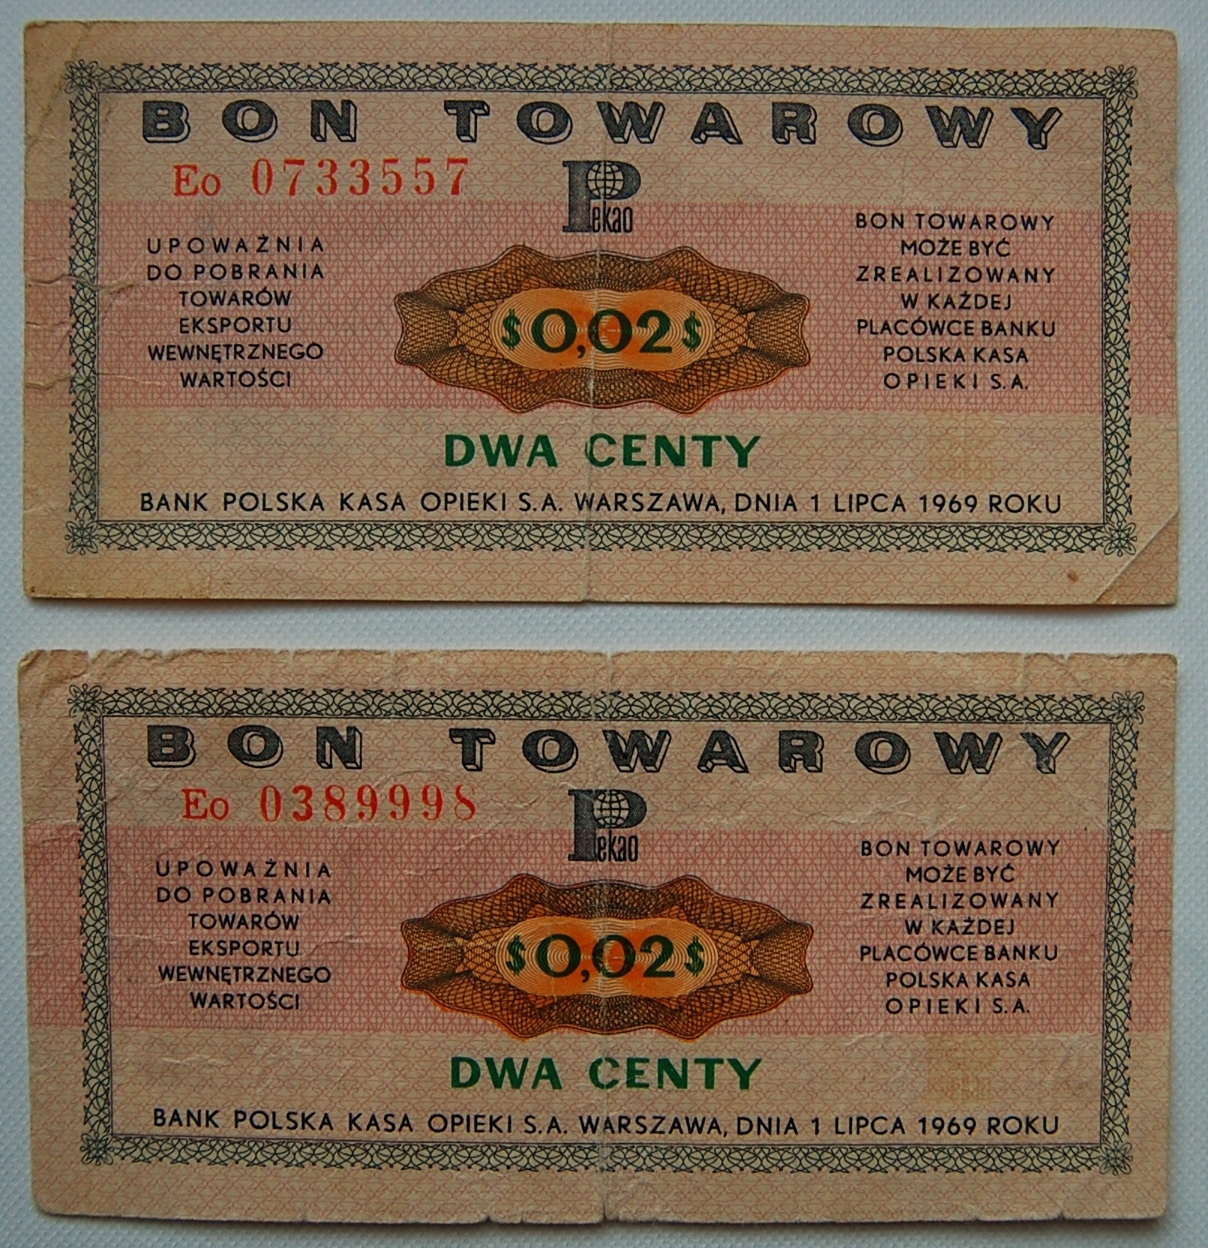 BON TOWAROWY
Eo 0733557
Pekao
UPOWAŻNIA
DO POBRANIA
TOWARÓW
EKSPORTU
WEWNĘTRZNEGO
WARTOŚCI
$0,02$
BON TOWAROWY
MOŻE BYĆ
ZREALIZOWANY
W KAŻDEJ
PLACÓWCE BANKU
POLSKA KASA
OPIEKI S.A.
DWA CENTY
BANK POLSKA KASA OPIEKI S.A. WARSZAWA, DNIA 1 LIPCA 1969 ROKU
BON TOWAROWY
Eo 0389998
Pekao
UPOWAŻNIA
DO POBRANIA
TOWARÓW
EKSPORTU
WEWNĘTRZNEGO
WARTOŚCI
$0,02$
BON TOWAROWY
MOŻE BYĆ
ZREALIZOWANY
W KAŻDEJ
PLACÓWCE BANKU
POLSKA KASA
OPIEKI S.A.
DWA CENTY
BANK POLSKA KASA OPIEKI S.A. WARSZAWA, DNIA 1 LIPCA 1969 ROKU